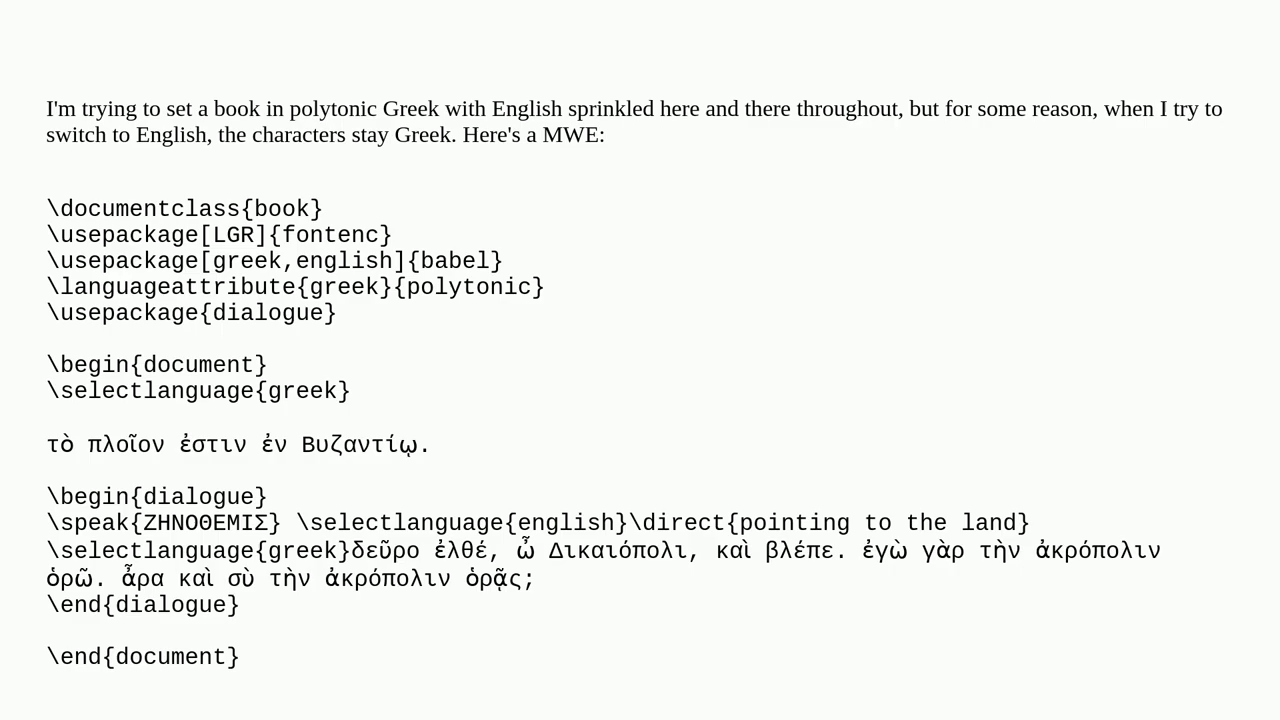 I'm trying to set a book in polytonic Greek with English sprinkled here and there throughout, but for some reason, when I try to
switch to English, the characters stay Greek. Here's a MWE:
\documentclass{book}
\usepackage[LGR]{fontenc}
\usepackage[greek,english]{babel}
\languageattribute{greek}{polytonic}
\usepackage{dialogue}
\begin{document}
\selectlanguage{greek}
τὸ πλοῖον ἐστιν ἐν Βυζαντίῳ.
\begin{dialogue}
\speak{ΖΗΝΟΘΕΜΙΣ} \selectlanguage{english}\direct{pointing to the land}
\selectlanguage{greek}δεῦρο ἐλθέ, ὦ Δικαιόπολι, καὶ βλέπε. ἐγὼ γὰρ τὴν ἀκρόπολιν
ὁρῶ. ἆρα καὶ σὺ τὴν ἀκρόπολιν ὁρᾷς;
\end{dialogue}
\end{document}